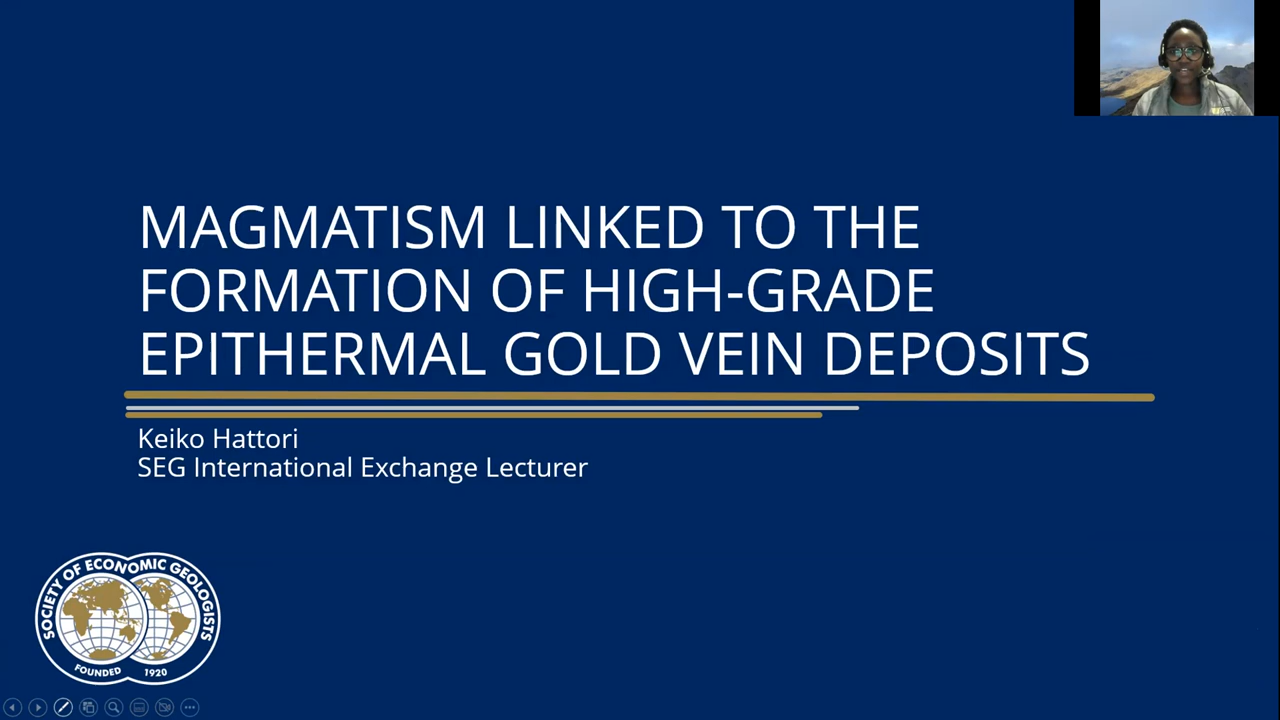 MAGMATISM LINKED TO THE
FORMATION OF HIGH-GRADE
EPITHERMAL GOLD VEIN DEPOSITS
Keiko Hattori
SEG International Exchange Lecturer
SOCIETY OF ECONOMIC GEOLOGISTS
FOUNDED 1920